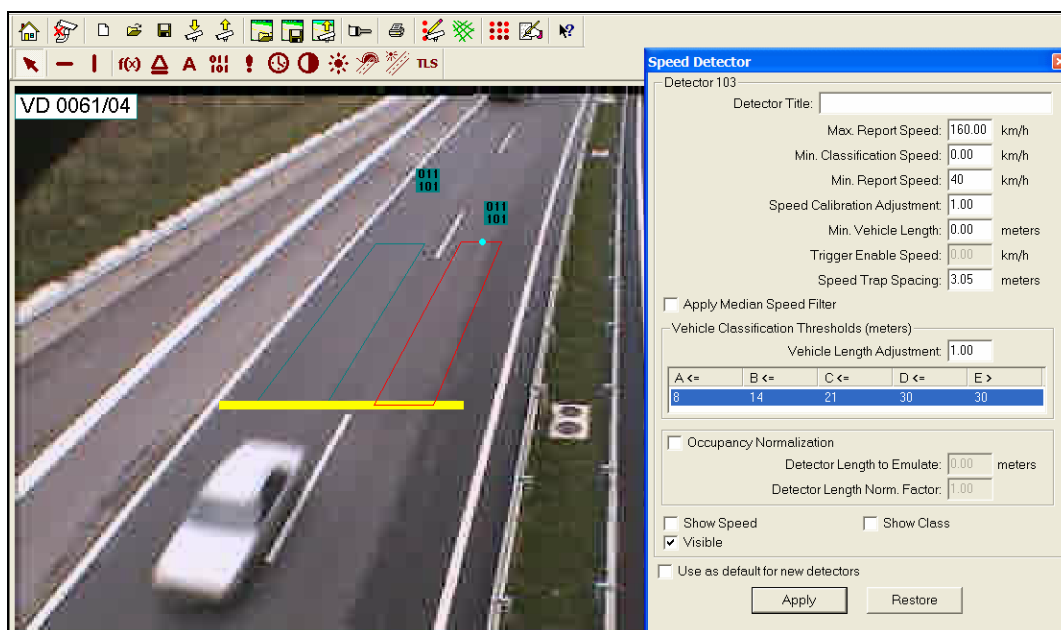 f(x) A 011 101 ! TLS
VD 0061/04
011
101
011
101
Speed Detector
Detector 103
Detector Title:
Max. Report Speed: 160.00 km/h
Min. Classification Speed: 0.00 km/h
Min. Report Speed: 40 km/h
Speed Calibration Adjustment: 1.00
Min. Vehicle Length: 0.00 meters
Trigger Enable Speed: 0.00 km/h
Speed Trap Spacing: 3.05 meters
Apply Median Speed Filter
Vehicle Classification Thresholds (meters)
Vehicle Length Adjustment: 1.00
A <= B <= C <= D <= E >
8 14 21 30 30
Occupancy Normalization
Detector Length to Emulate: 0.00 meters
Detector Length Norm. Factor: 1.00
Show Speed Show Class
Visible
Use as default for new detectors
Apply Restore